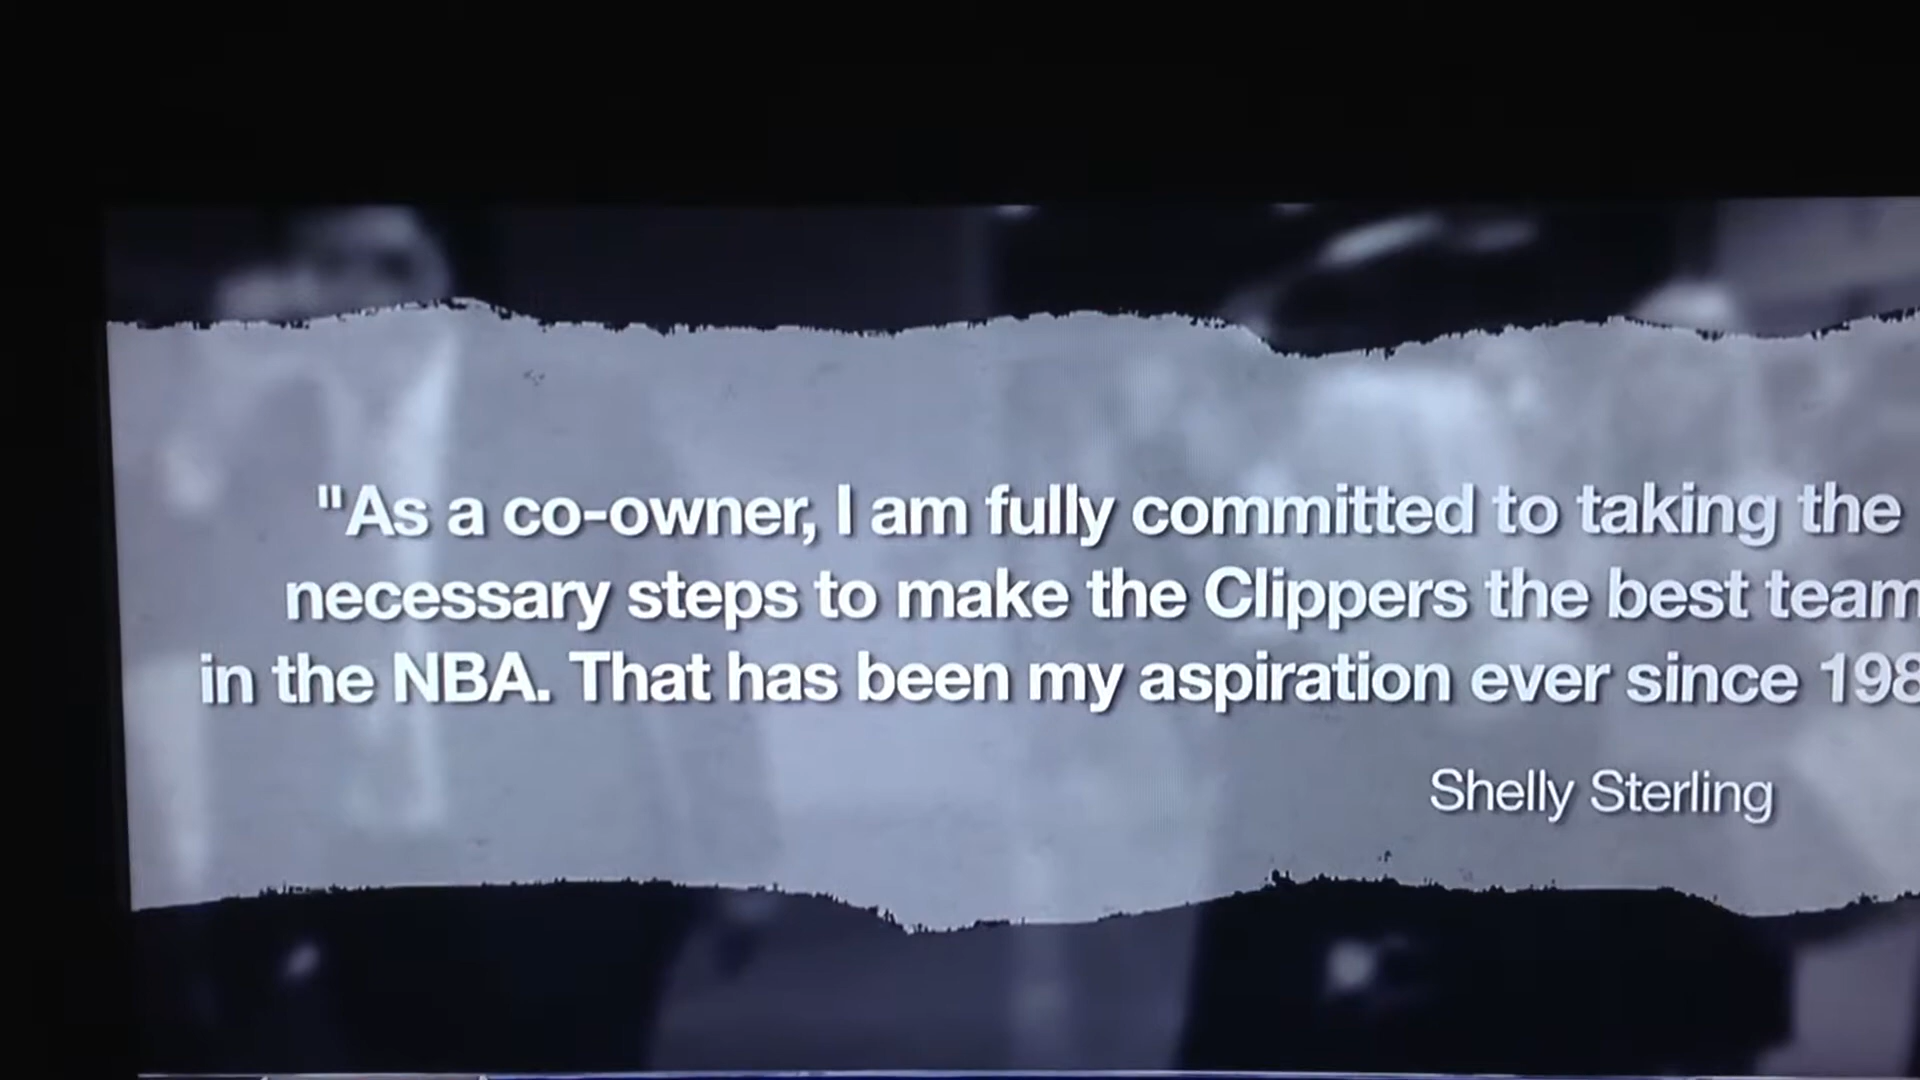 "As a co-owner, I am fully committed to taking the
necessary steps to make the Clippers the best team
in the NBA. That has been my aspiration ever since 198
Shelly Sterling